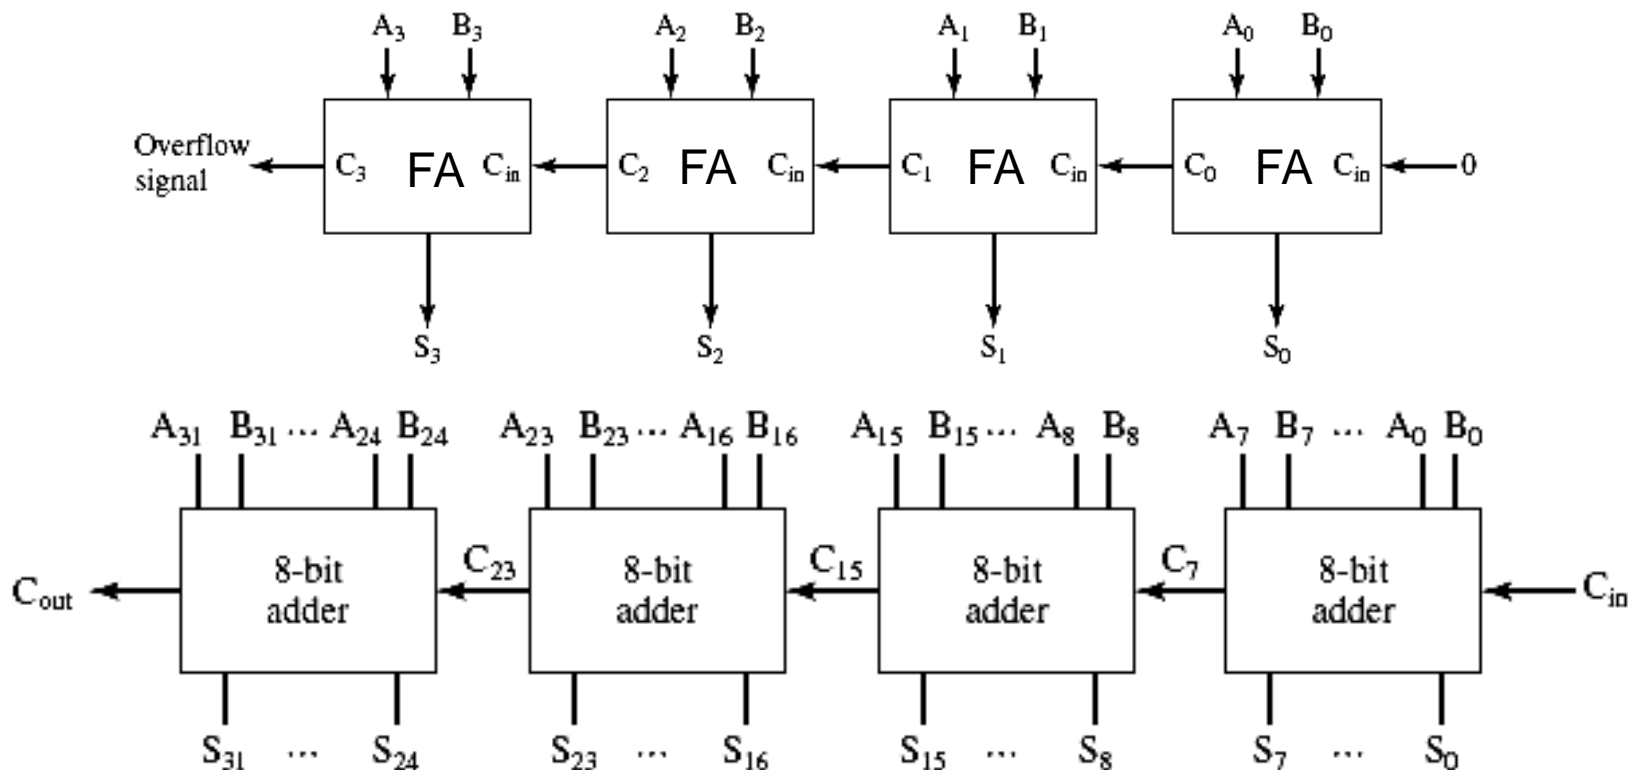 A₃ B₃ A₂ B₂ A₁ B₁ A₀ B₀
Overflow
signal
C₃ FA Cᵢₙ C₂ FA Cᵢₙ C₁ FA Cᵢₙ C₀ FA Cᵢₙ 0
S₃ S₂ S₁ S₀
A₃₁ B₃₁ ... A₂₄ B₂₄ A₂₃ B₂₃ ... A₁₆ B₁₆ A₁₅ B₁₅ ... A₈ B₈ A₇ B₇ ... A₀ B₀
Cout 8-bit adder C₂₃ 8-bit adder C₁₅ 8-bit adder C₇ 8-bit adder Cᵢₙ
S₃₁ ... S₂₄ S₂₃ ... S₁₆ S₁₅ ... S₈ S₇ ... S₀